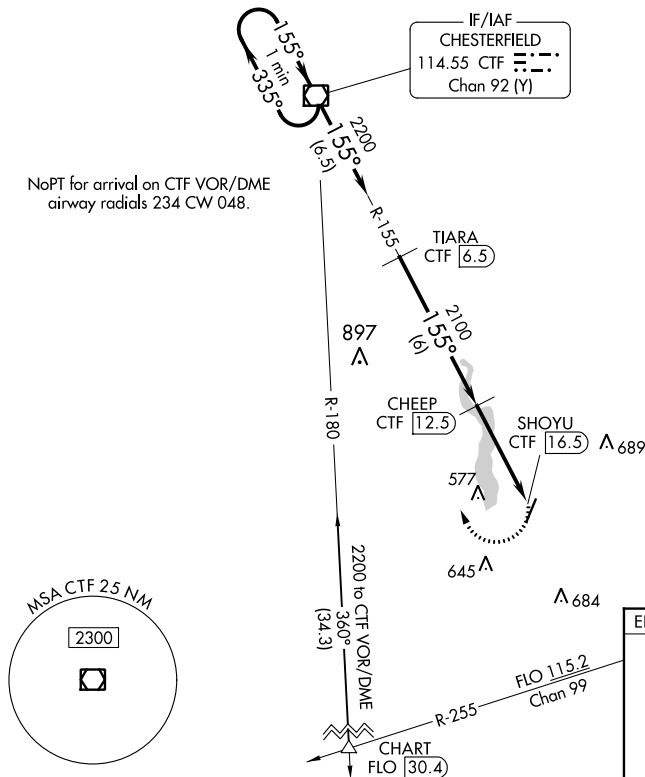 IF/IAF
CHESTERFIELD
114.55 CTF
Chan 92 (Y)
155°
1 min
335°
2200
155°
(6.5)
NoPT for arrival on CTF VOR/DME
airway radials 234 CW 048.
R-155
TIARA
CTF 6.5
2100
155°
(6)
897
R-180
CHEEP
CTF 12.5
SHOYU
CTF 16.5
689
577
645
684
2200 to CTF VOR/DME
360°
(34.3)
MSA CTF 25 NM
2300
FLO 115.2
Chan 99
R-255
CHART
FLO 30.4